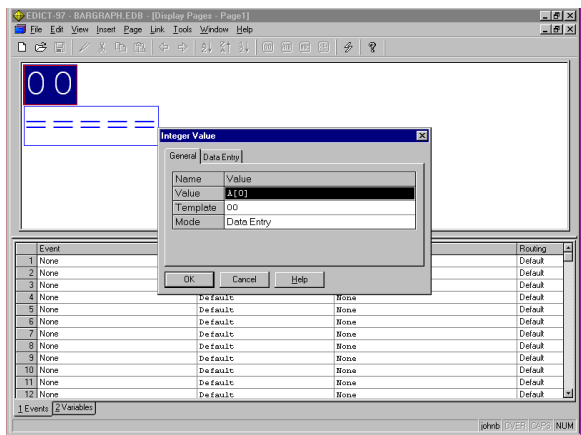 EDICT-97 - BARGRAPH.EDB - [Display Pages - Page1]
File Edit View Insert Page Link Tools Window Help
00
Integer Value
General Data Entry
Name Value
Value A[0]
Template 00
Mode Data Entry
OK Cancel Help
Event Routing
1 None Default
2 None Default
3 None Default
4 None Default None Default
5 None Default None Default
6 None Default None Default
7 None Default None Default
8 None Default None Default
9 None Default None Default
10 None Default None Default
11 None Default None Default
12 None Default None Default
1 Events 2 Variables
johnb OVER CAPS NUM